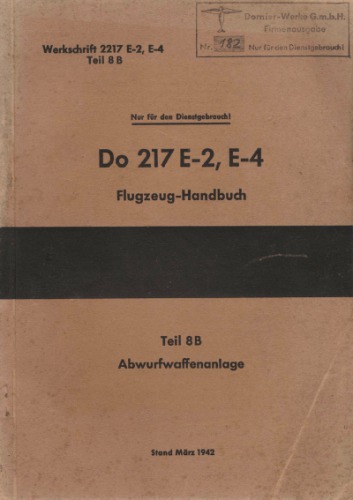 Werkschrift 2217 E-2, E-4
Teil 8 B
Dornier-Werke G.m.b.H.
Firmenausgabe
Nr. 182 Nur für den Dienstgebrauch!
Nur für den Dienstgebrauch!
Do 217 E-2, E-4
Flugzeug-Handbuch
Teil 8 B
Abwurfwaffenanlage
Stand März 1942